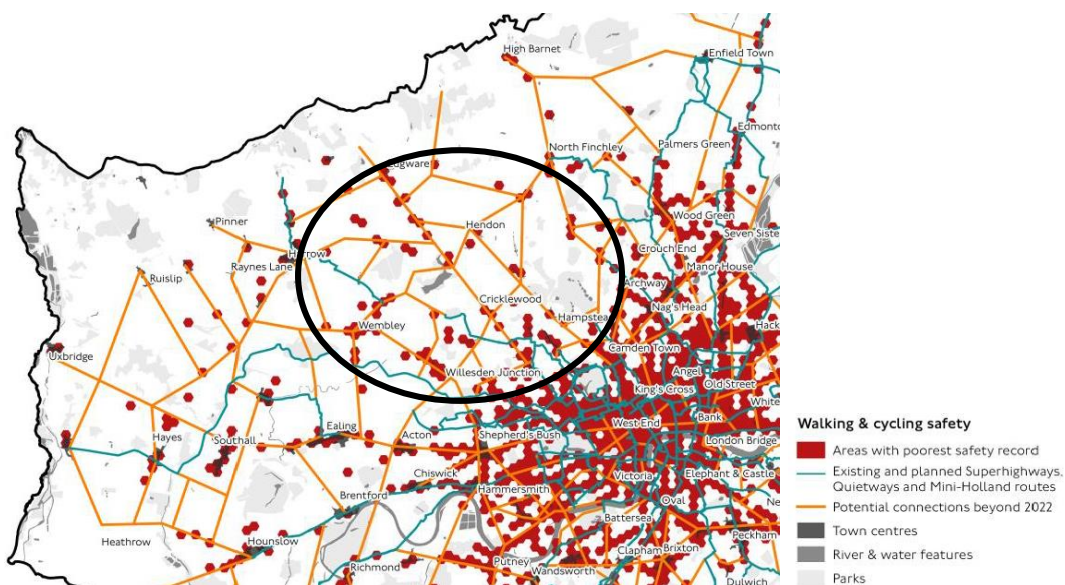 High Barnet
Enfield Town
Edmonto
North Finchley
Palmers Green
Edgware
Wood Green
Pinner
Hendon
Seven Siste
Harrow
Crouch End
Raynes Lane
Manor House
Ruislip
Archway
Cricklewood
Nag's Head
Hampstea
Wembley
Hack
Uxbridge
Camden Town
Willesden Junction
Angel
King's Cross
Old Street
White
Bank
West End
Ealing
Acton
Shepherd's Bush
Hayes
Southall
London Bridge
Chiswick
Victoria
Elephant & Castle
Hammersmith
Brentford
Oval
Ne
Heathrow
Battersea
Peckham
Hounslow
Clapham
Brixton
Putney
Richmond
Wandsworth
Dulwich
Walking & cycling safety
Areas with poorest safety record
Existing and planned Superhighways,
Quietways and Mini-Holland routes
Potential connections beyond 2022
Town centres
River & water features
Parks